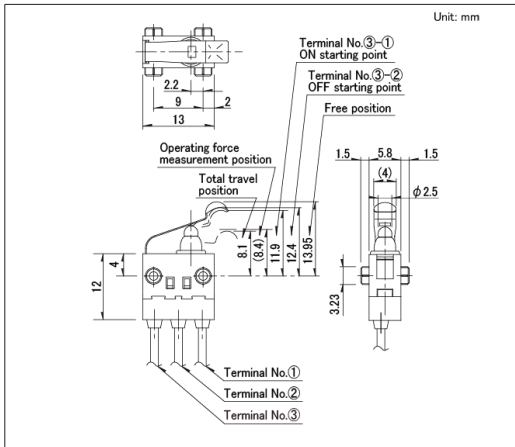 Unit: mm
Terminal No.③-①
ON starting point
Terminal No.③-②
OFF starting point
Free position
2.2
9
2
13
Operating force
measurement position
Total travel
position
1.5
5.8
1.5
(4)
φ2.5
8.1
(8.4)
11.9
12.4
13.95
4
12
3.23
Terminal No.①
Terminal No.②
Terminal No.③